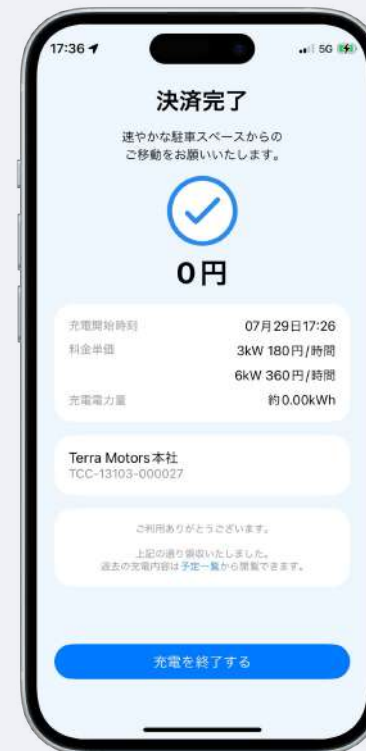 17:36
5G
決済完了
速やかな駐車スペースからの
ご移動をお願いいたします。
0円
充電開始時刻 07月29日17:26
料金単価 3kW 180円/時間
6kW 360円/時間
充電電力量 約0.00kWh
Terra Motors本社
TCC-13103-000027
ご利用ありがとうございます。
上記の通り領収いたしました。
過去の充電内容は予定一覧から閲覧できます。
充電を終了する